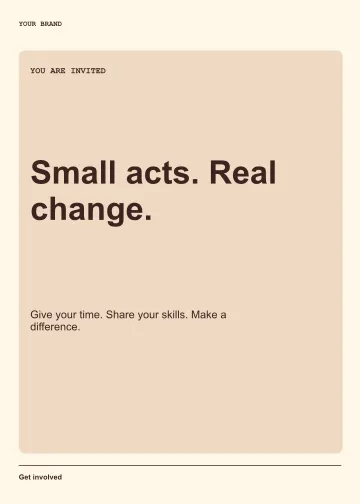 YOUR BRAND
YOU ARE INVITED
Small acts. Real
change.
Give your time. Share your skills. Make a
difference.
Get involved